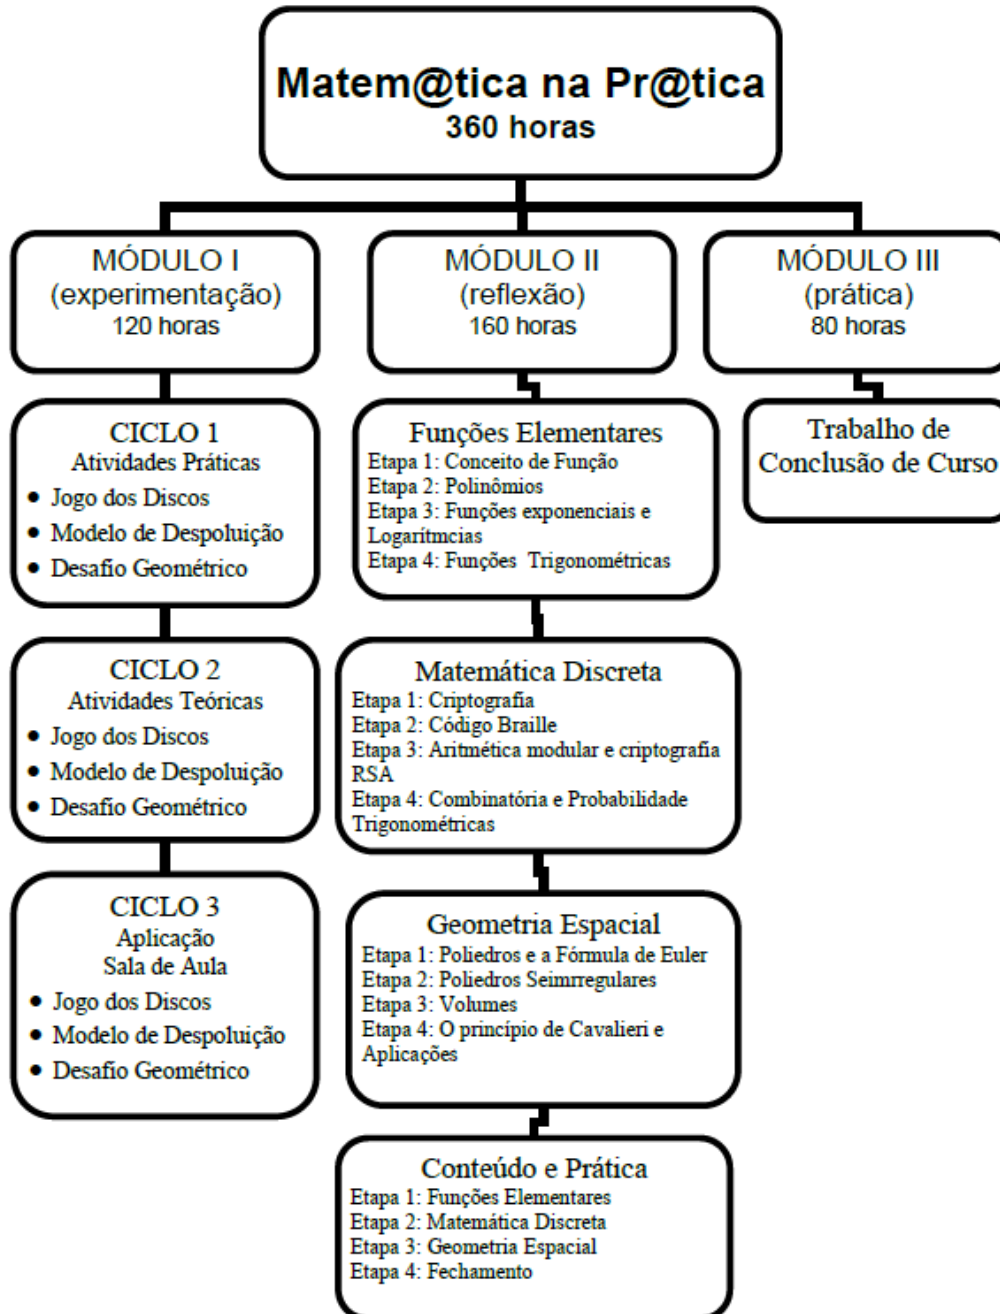 Matem@tica na Pr@tica
360 horas
MÓDULO I
(experimentação)
120 horas
MÓDULO II
(reflexão)
160 horas
MÓDULO III
(prática)
80 horas
CICLO 1
Atividades Práticas
• Jogo dos Discos
• Modelo de Despoluição
• Desafio Geométrico
CICLO 2
Atividades Teóricas
• Jogo dos Discos
• Modelo de Despoluição
• Desafio Geométrico
CICLO 3
Aplicação
Sala de Aula
• Jogo dos Discos
• Modelo de Despoluição
• Desafio Geométrico
Funções Elementares
Etapa 1: Conceito de Função
Etapa 2: Polinômios
Etapa 3: Funções exponenciais e
Logarítmcias
Etapa 4: Funções Trigonométricas
Matemática Discreta
Etapa 1: Criptografia
Etapa 2: Código Braille
Etapa 3: Aritmética modular e criptografia
RSA
Etapa 4: Combinatória e Probabilidade
Trigonométricas
Geometria Espacial
Etapa 1: Poliedros e a Fórmula de Euler
Etapa 2: Poliedros Seimrregulares
Etapa 3: Volumes
Etapa 4: O princípio de Cavalieri e
Aplicações
Conteúdo e Prática
Etapa 1: Funções Elementares
Etapa 2: Matemática Discreta
Etapa 3: Geometria Espacial
Etapa 4: Fechamento
Trabalho de
Conclusão de Curso